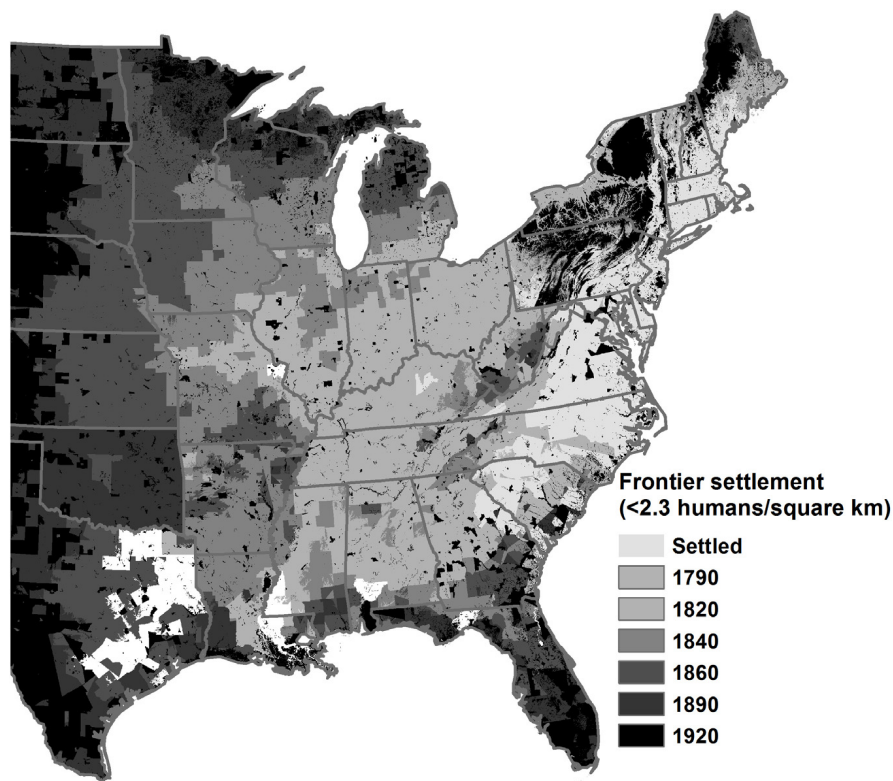 Frontier settlement
(<2.3 humans/square km)
Settled
1790
1820
1840
1860
1890
1920